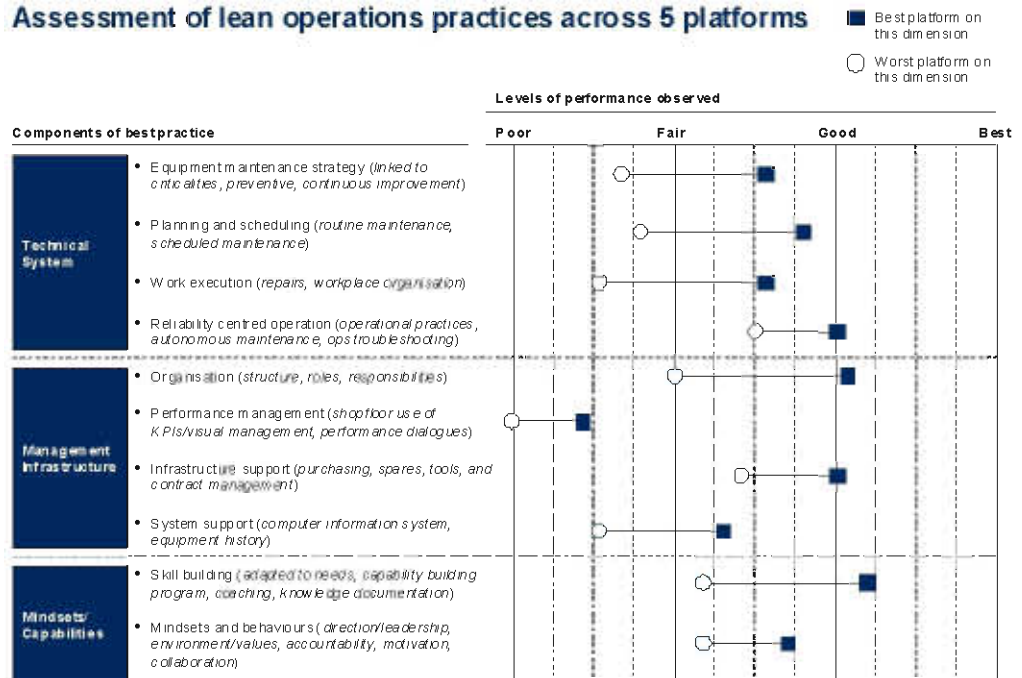 Assessment of lean operations practices across 5 platforms
Best platform on
this dimension
Worst platform on
this dimension
Levels of performance observed
Components of best practice
Poor Fair Good Best
Technical
System
• Equipment maintenance strategy (linked to
criticalities, preventive, continuous improvement)
• Planning and scheduling (routine maintenance,
scheduled maintenance)
• Work execution (repairs, workplace organisation)
• Reliability centred operation (operational practices,
autonomous maintenance, ops troubleshooting)
Management
Infrastructure
• Organisation (structure, roles, responsibilities)
• Performance management (shopfloor use of
KPIs/visual management, performance dialogues)
• Infrastructure support (purchasing, spares, tools, and
contract management)
• System support (computer information system,
equipment history)
Mindsets/
Capabilities
• Skill building (adapted to needs, capability building
program, coaching, knowledge documentation)
• Mindsets and behaviours (direction/leadership,
environment/values, accountability, motivation,
collaboration)